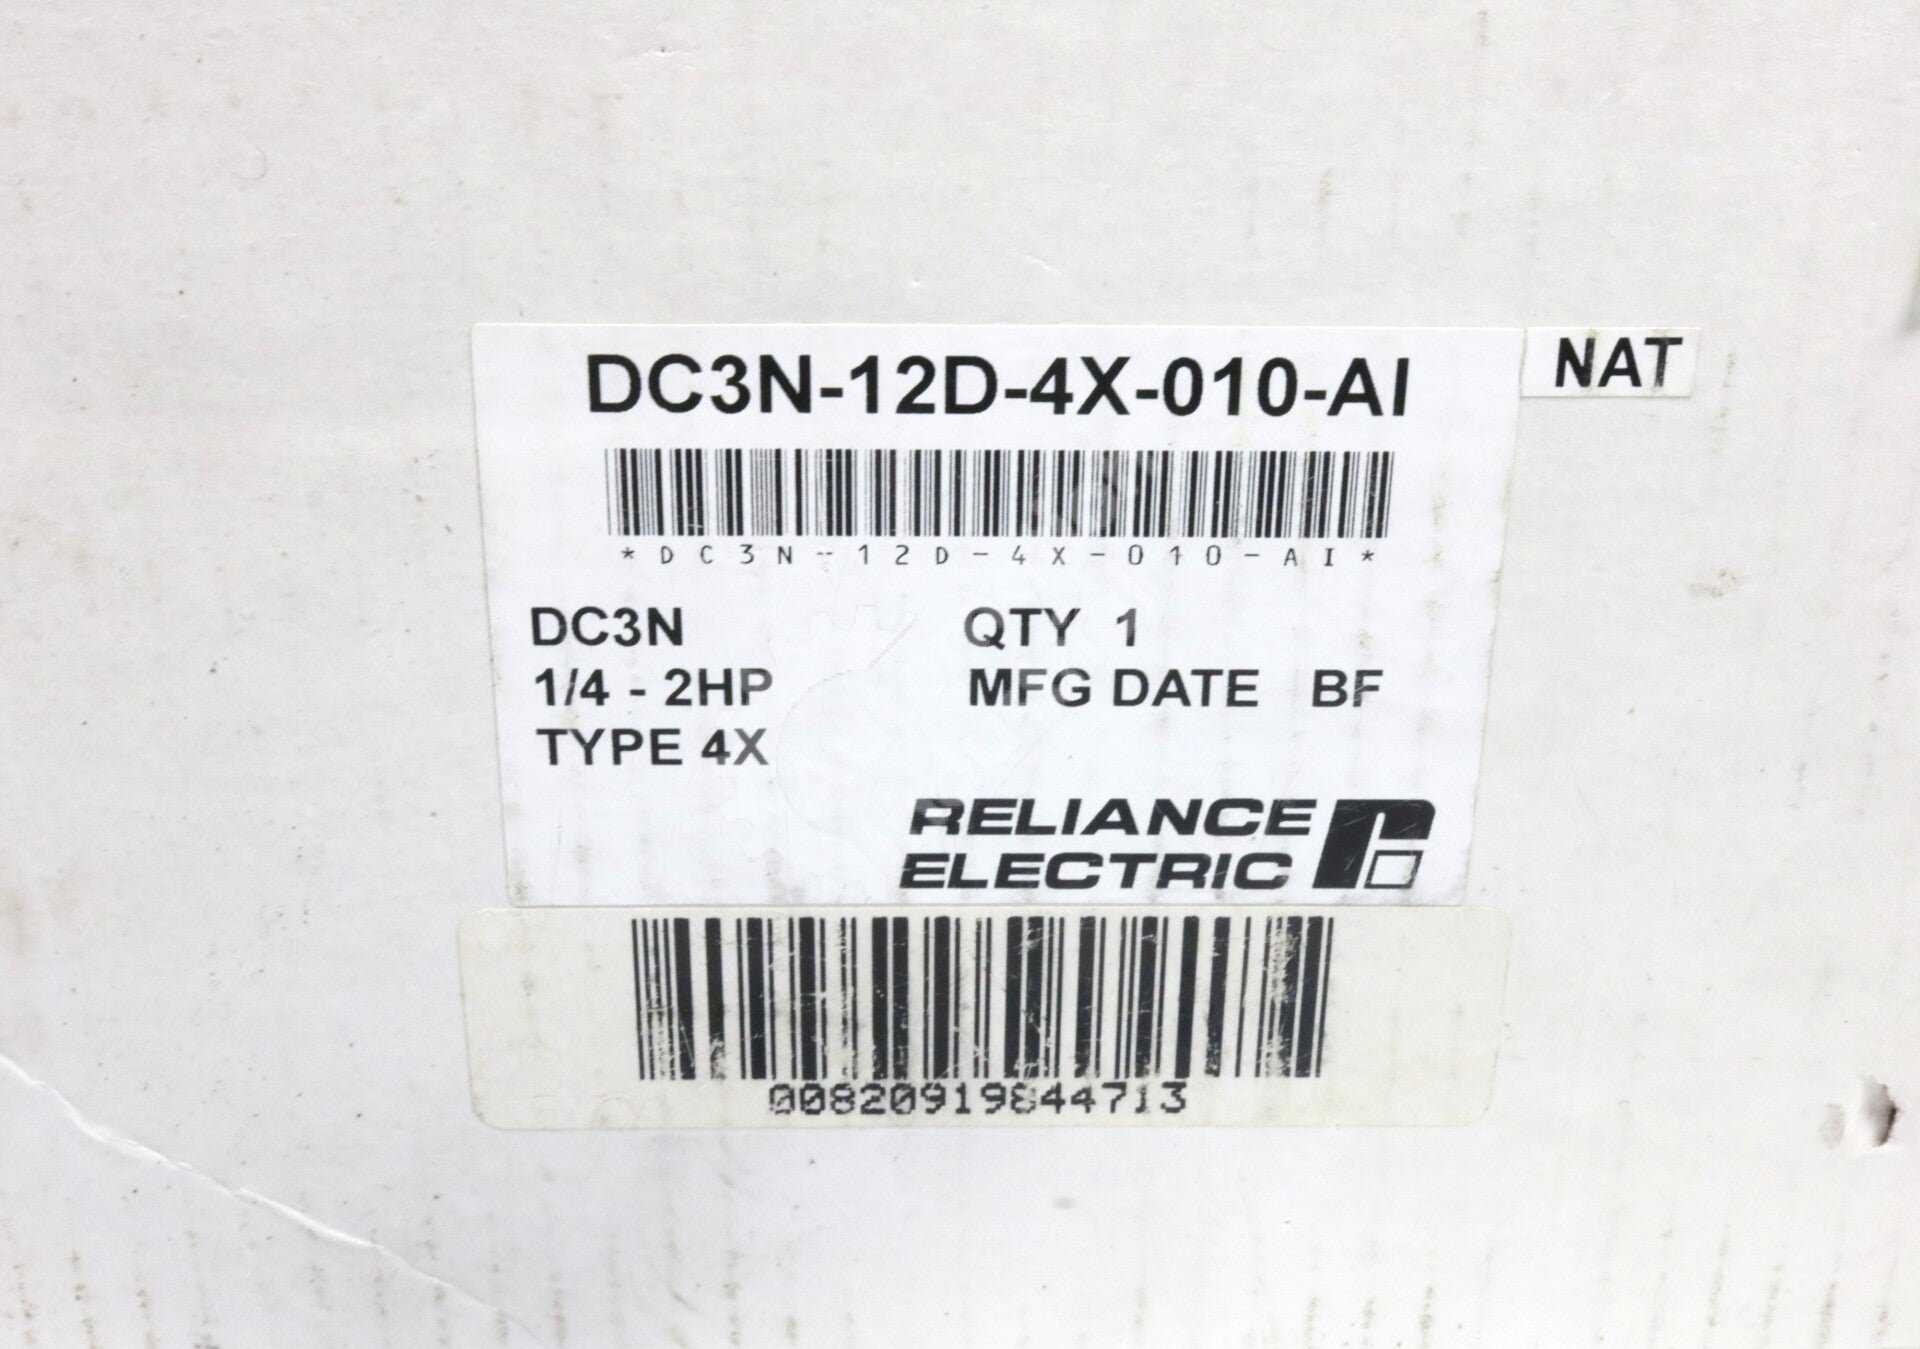 DC3N-12D-4X-010-AI
NAT
*DC3N-12D-4X-010-AI*
DC3N QTY 1
1/4 - 2HP MFG DATE BF
TYPE 4X
RELIANCE
ELECTRIC
00820919844713